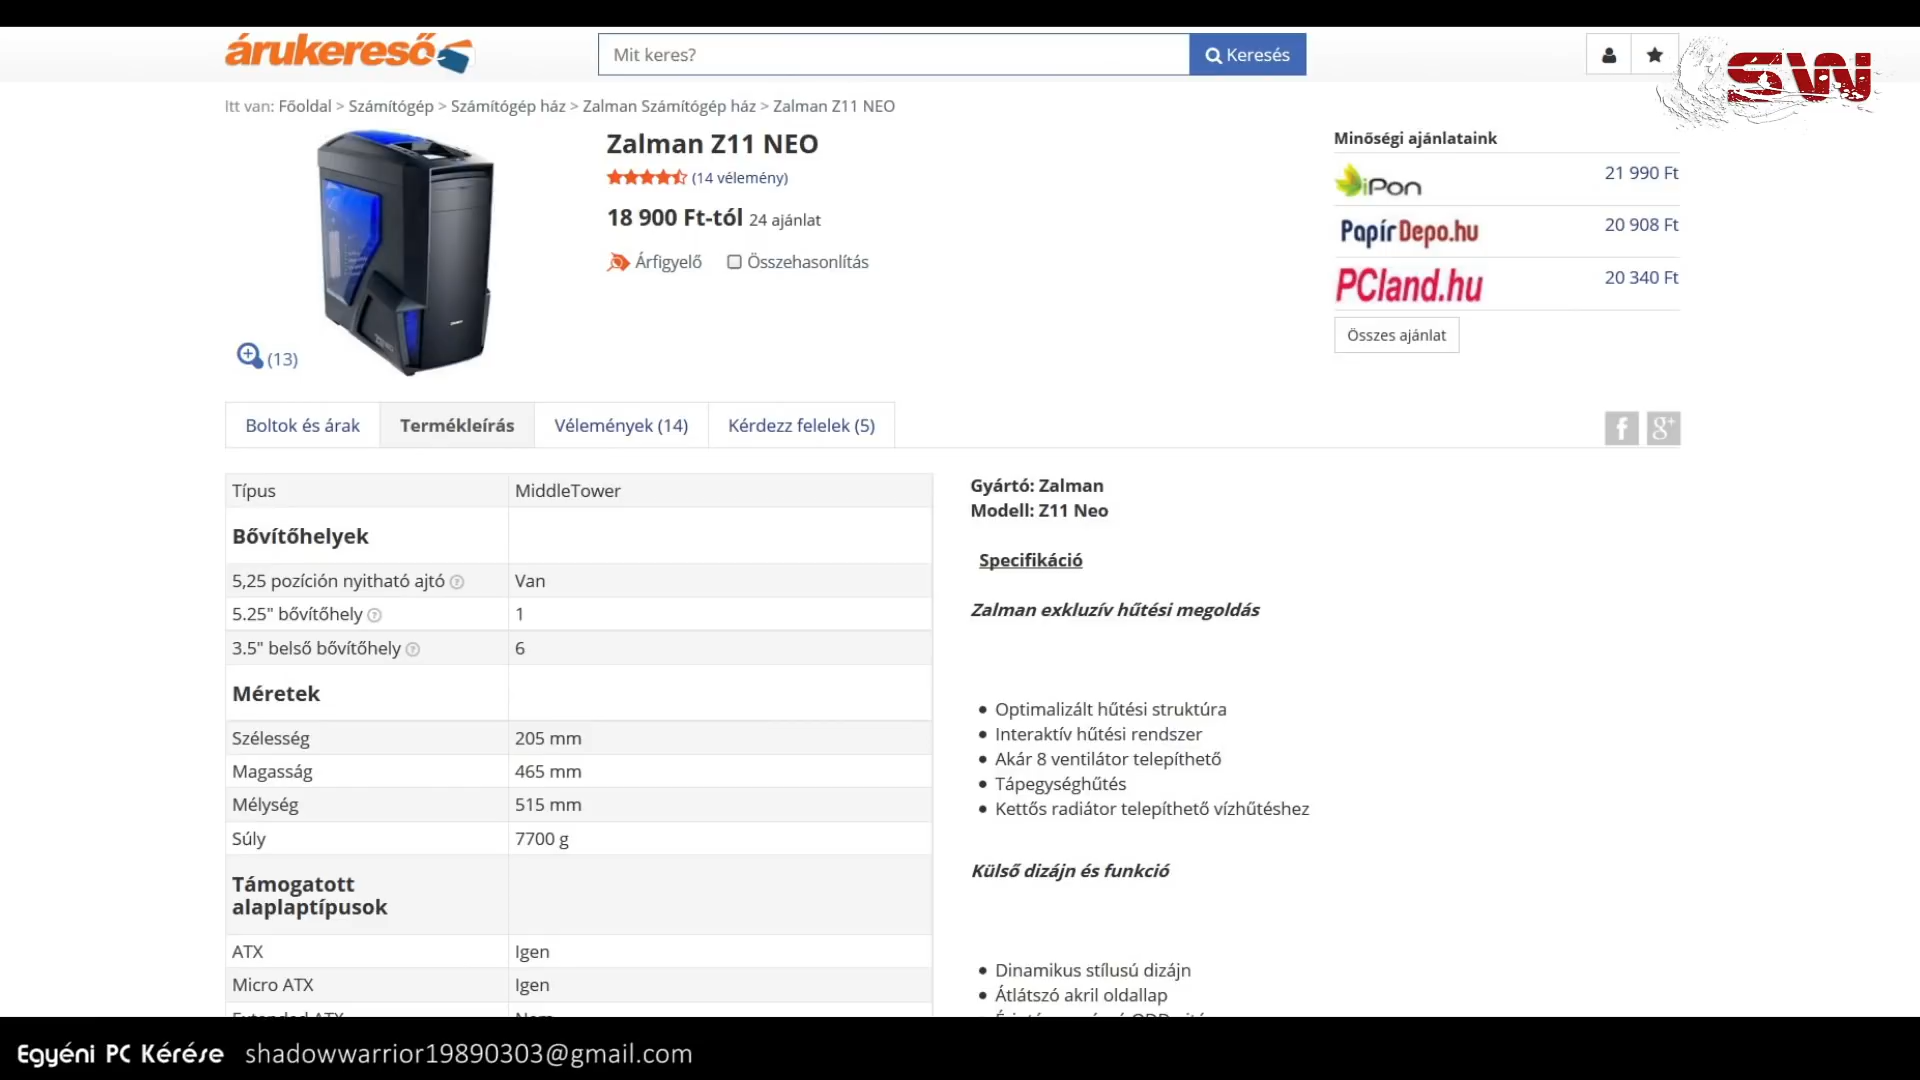 árukereső
Mit keres?
Keresés
SW
Itt van: Főoldal > Számítógép > Számítógép ház > Zalman Számítógép ház > Zalman Z11 NEO
Zalman Z11 NEO
(14 vélemény)
18 900 Ft-tól 24 ajánlat
Árfigyelő
Összehasonlítás
(13)
Minőségi ajánlataink
iPon 21 990 Ft
PapírDepo.hu 20 908 Ft
PCland.hu 20 340 Ft
Összes ajánlat
Boltok és árak
Termékleírás
Vélemények (14)
Kérdezz felelek (5)
f
g+
Típus MiddleTower
Bővítőhelyek
5,25 pozíción nyitható ajtó ? Van
5.25" bővítőhely ? 1
3.5" belső bővítőhely ? 6
Méretek
Szélesség 205 mm
Magasság 465 mm
Mélység 515 mm
Súly 7700 g
Támogatott
alaplaptípusok
ATX Igen
Micro ATX Igen
Extended ATX Nem
Gyártó: Zalman
Modell: Z11 Neo
Specifikáció
Zalman exkluzív hűtési megoldás
• Optimalizált hűtési struktúra
• Interaktív hűtési rendszer
• Akár 8 ventilátor telepíthető
• Tápegységhűtés
• Kettős radiátor telepíthető vízhűtéshez
Külső dizájn és funkció
• Dinamikus stílusú dizájn
• Átlátszó akril oldallap
Egyéni PC Kérése shadowwarrior19890303@gmail.com